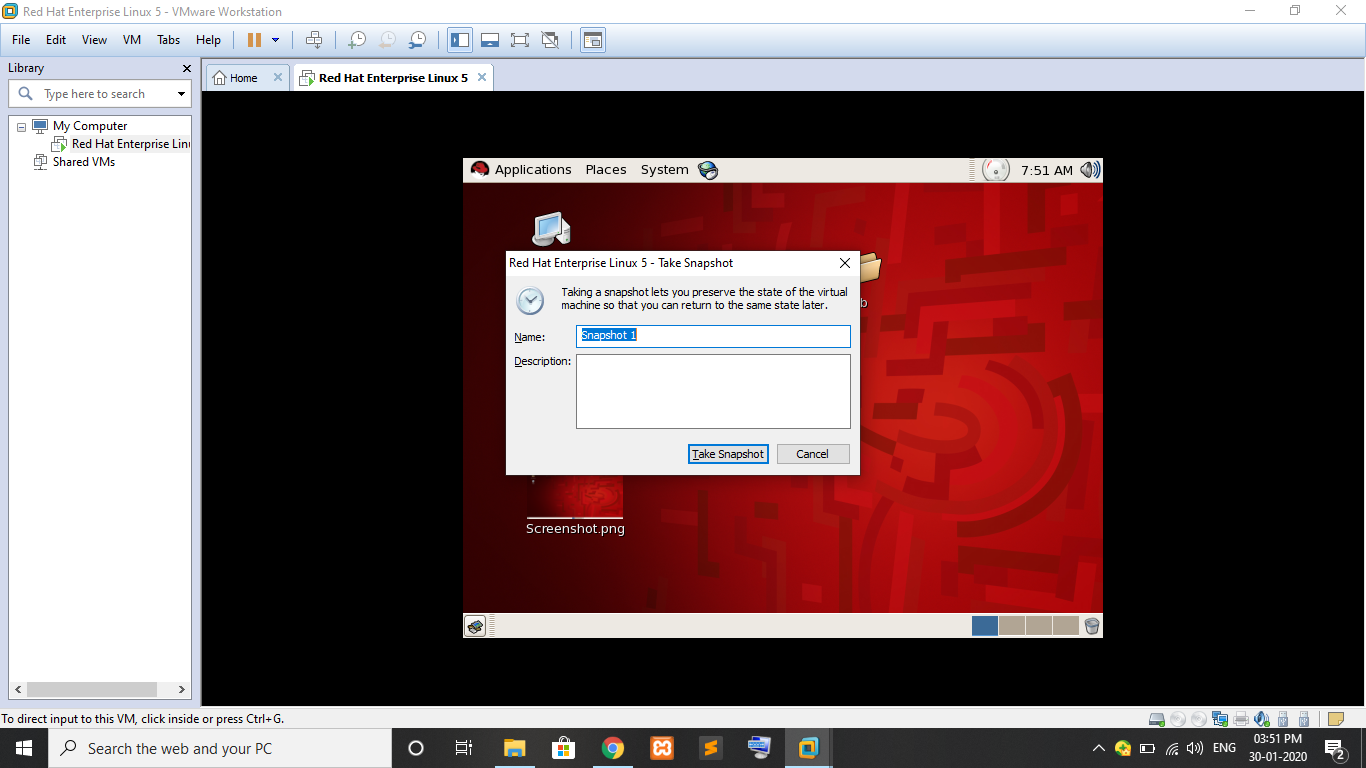 Red Hat Enterprise Linux 5 - VMware Workstation
File Edit View VM Tabs Help
Library
Type here to search
My Computer
Red Hat Enterprise Linu
Shared VMs
Home
Red Hat Enterprise Linux 5
Applications Places System
7:51 AM
Red Hat Enterprise Linux 5 - Take Snapshot
Taking a snapshot lets you preserve the state of the virtual
machine so that you can return to the same state later.
Name: Snapshot 1
Description:
Take Snapshot Cancel
b
Screenshot.png
To direct input to this VM, click inside or press Ctrl+G.
Search the web and your PC
ENG
03:51 PM
30-01-2020
2